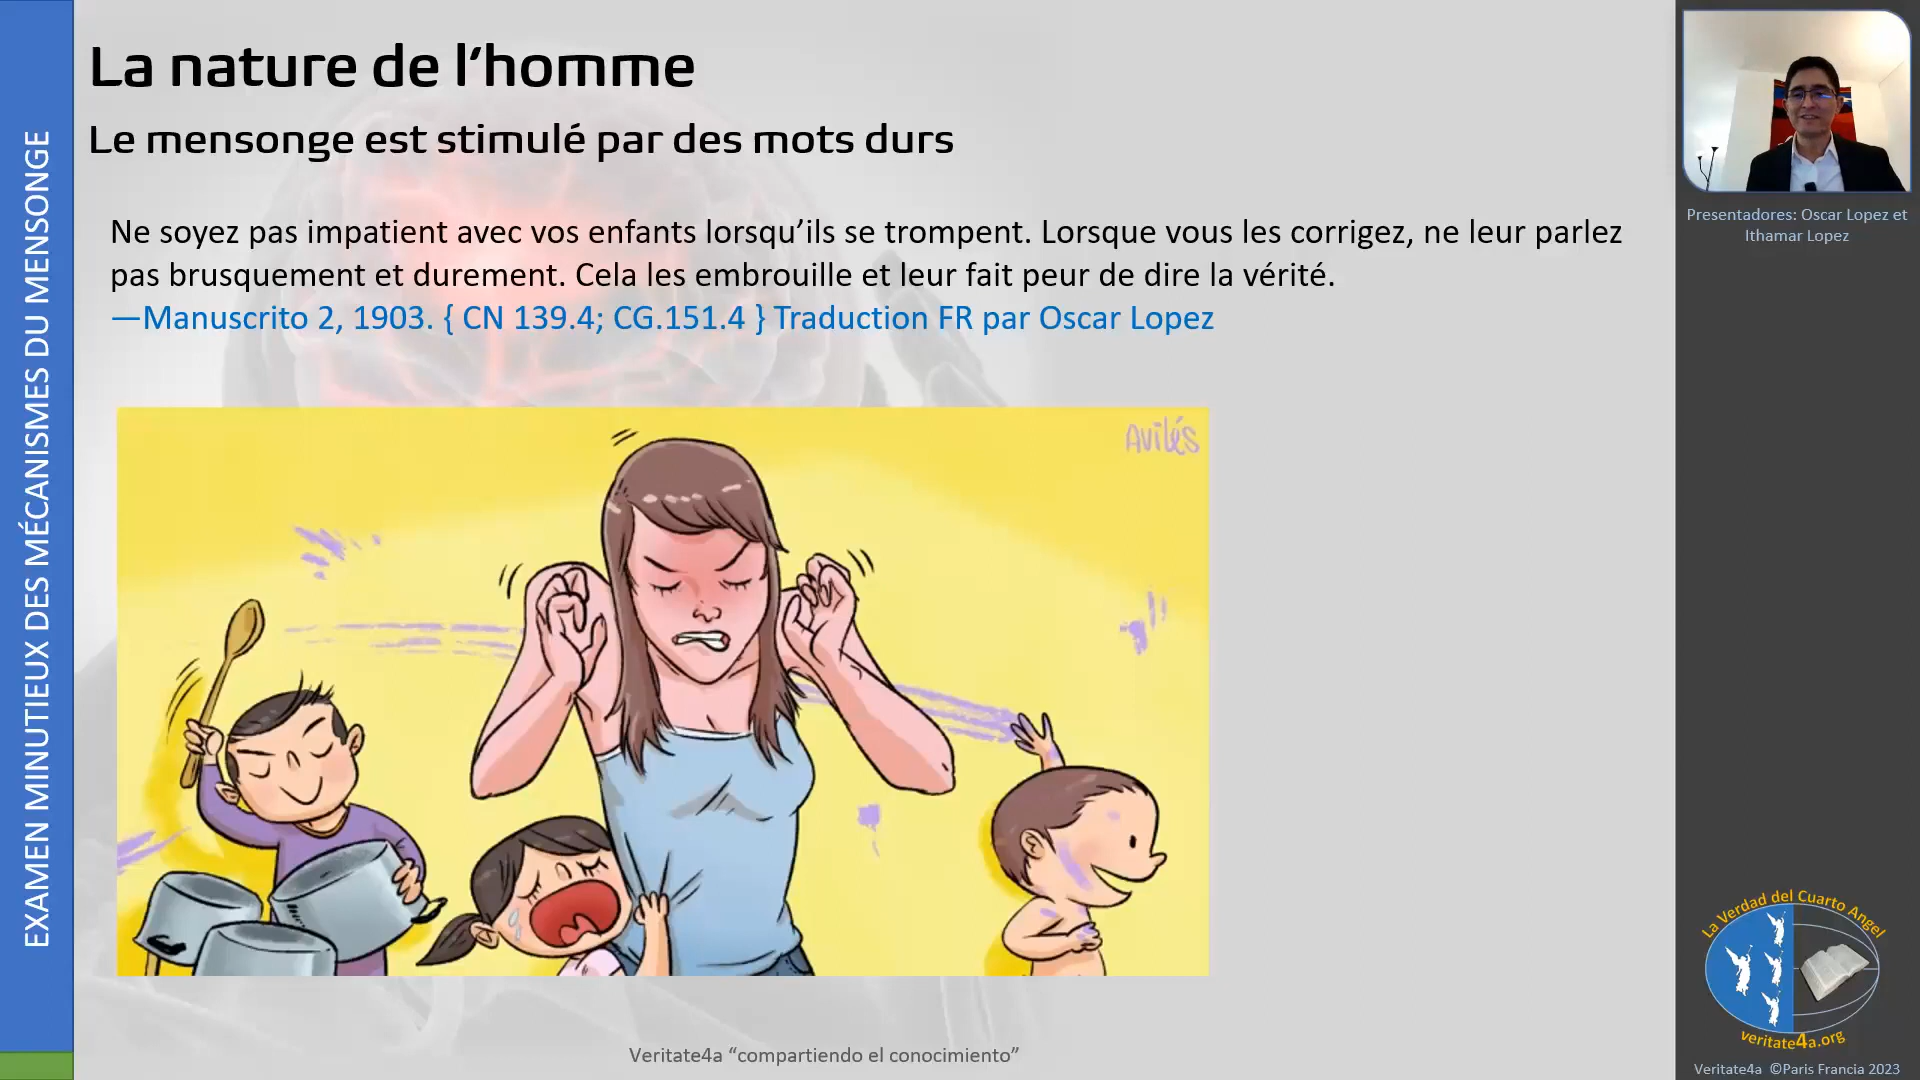 EXAMEN MINUTIEUX DES MÉCANISMES DU MENSONGE
La nature de l’homme
Le mensonge est stimulé par des mots durs
Ne soyez pas impatient avec vos enfants lorsqu’ils se trompent. Lorsque vous les corrigez, ne leur parlez
pas brusquement et durement. Cela les embrouille et leur fait peur de dire la vérité.
—Manuscrito 2, 1903. { CN 139.4; CG.151.4 } Traduction FR par Oscar Lopez
Avilés
Veritate4a “compartiendo el conocimiento”
Presentadores: Oscar Lopez et
Ithamar Lopez
La Verdad del Cuarto Angel
veritate4a.org
Veritate4a ©Paris Francia 2023